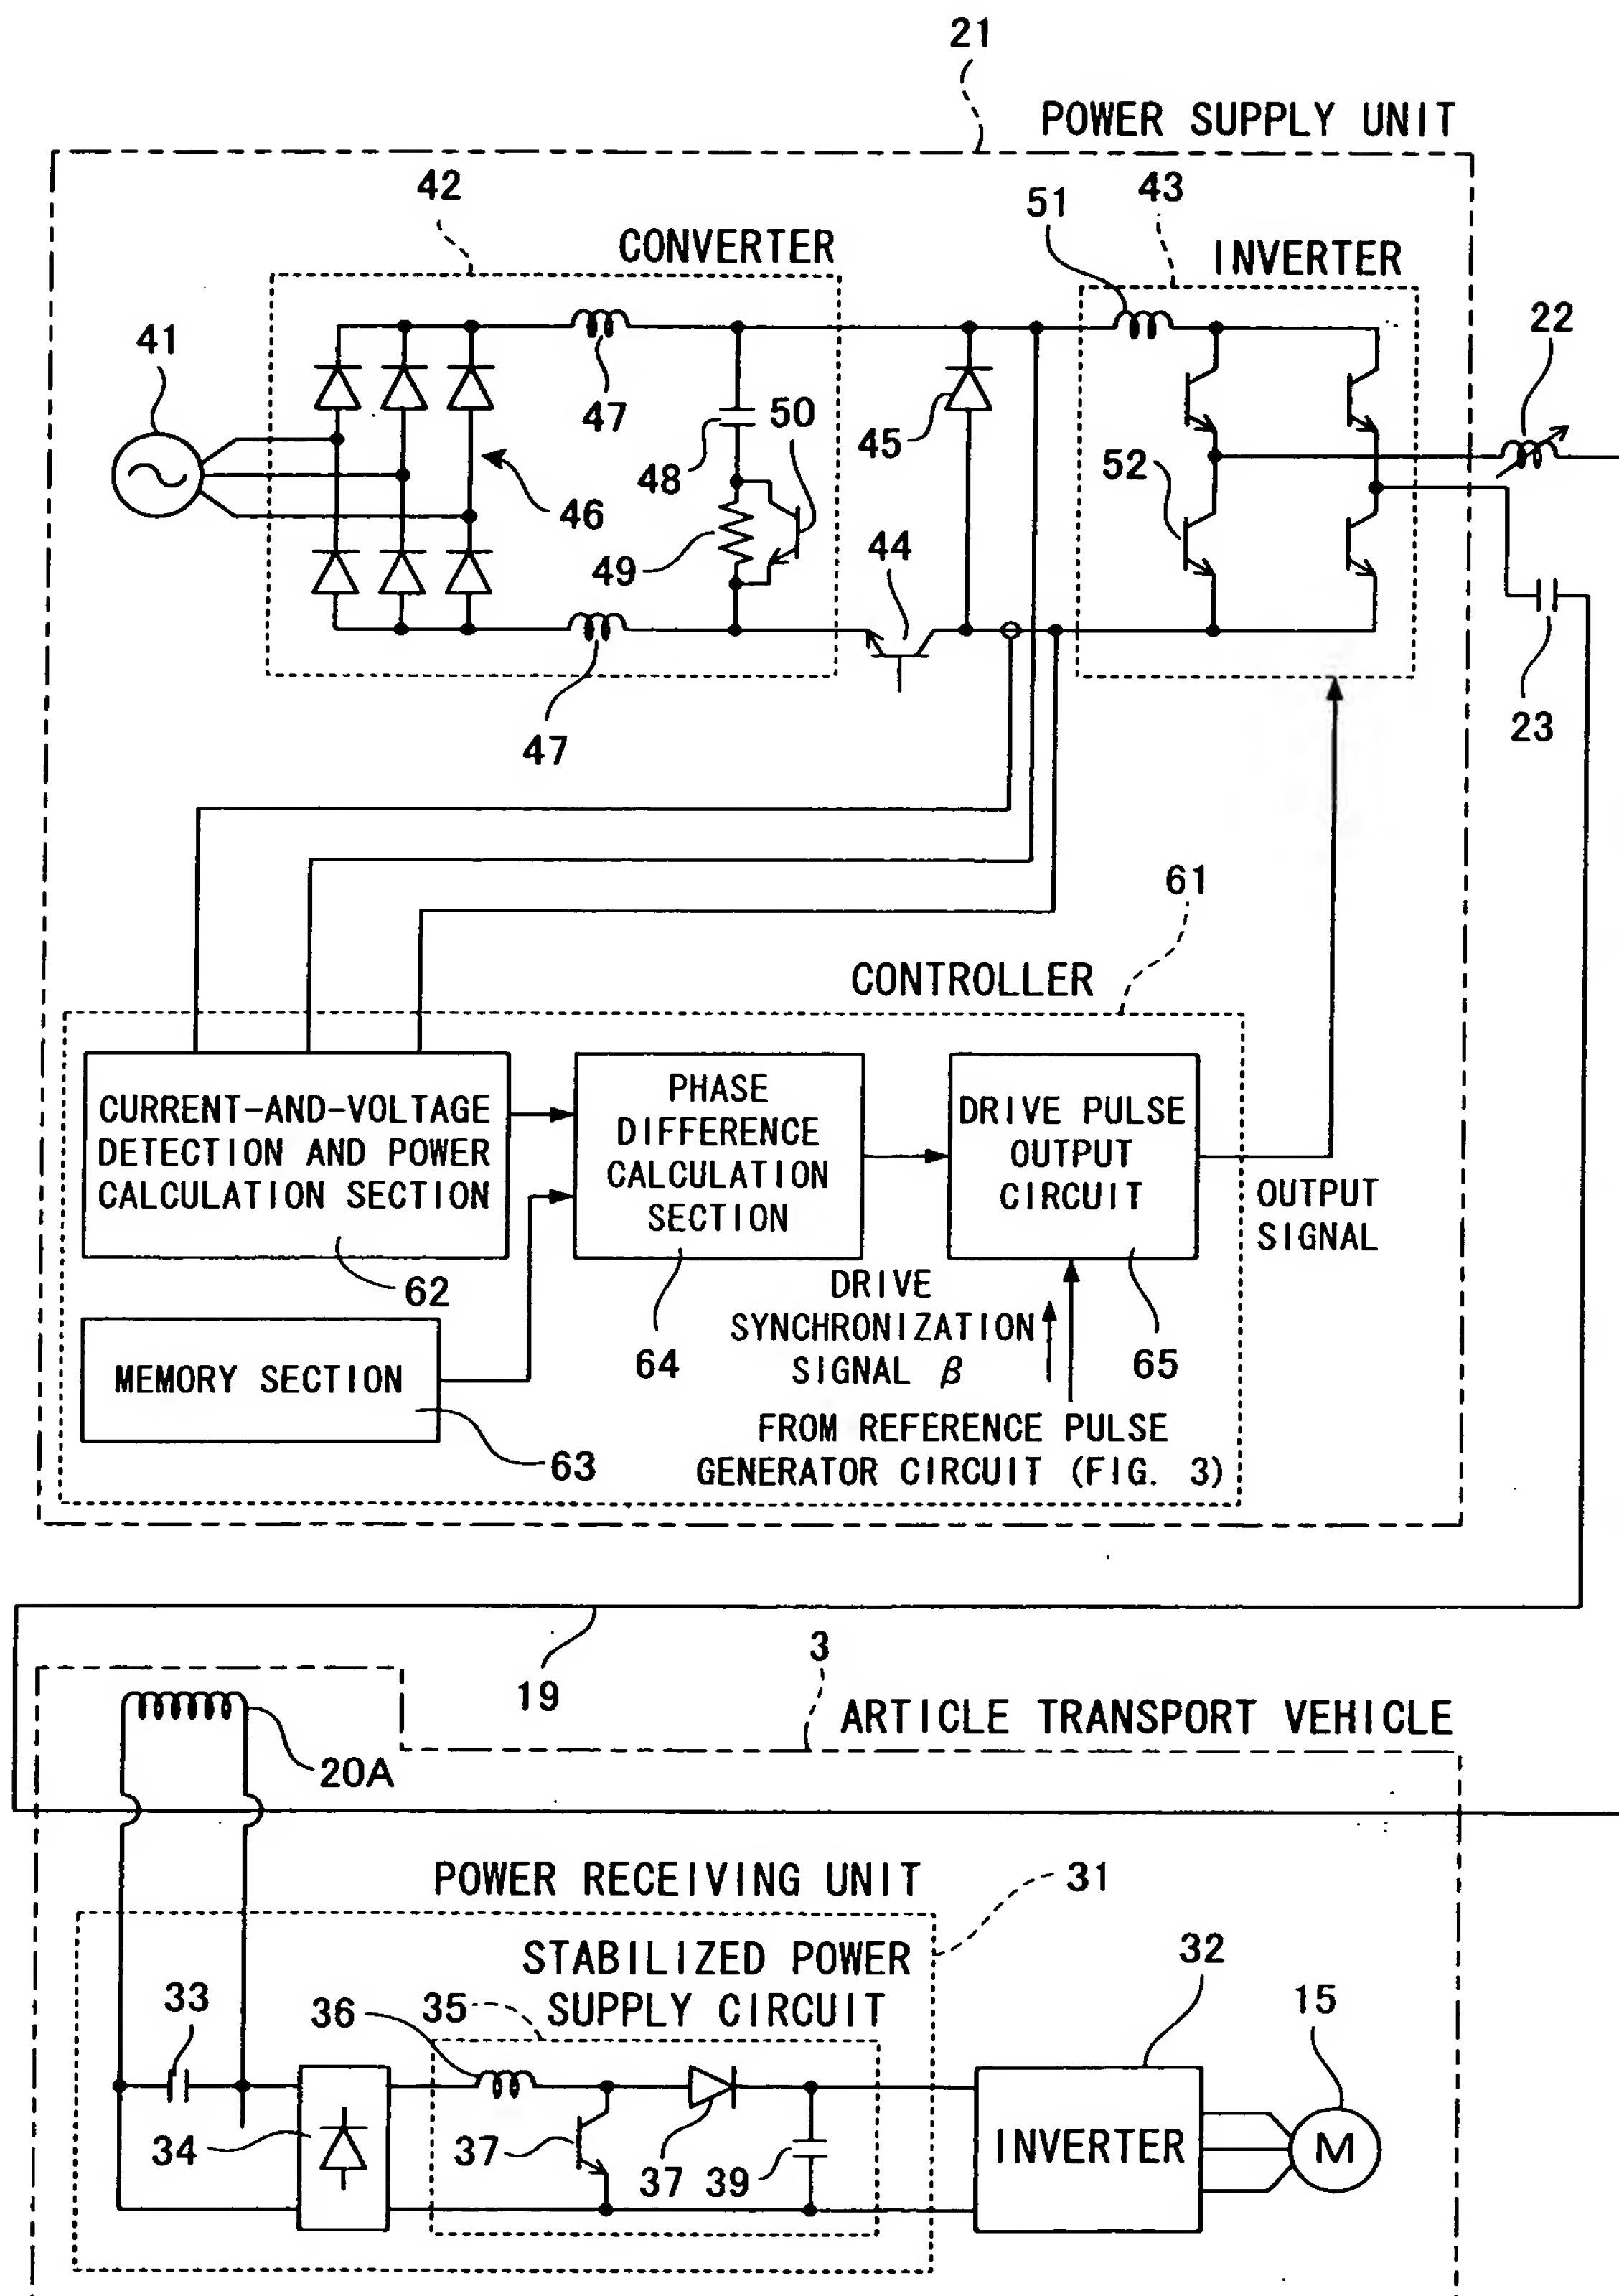 21
POWER SUPPLY UNIT
42
51
43
CONVERTER
INVERTER
41
22
47
50
48
45
52
46
49
44
47
23
61
CONTROLLER
CURRENT-AND-VOLTAGE
DETECTION AND POWER
CALCULATION SECTION
PHASE
DIFFERENCE
CALCULATION
SECTION
DRIVE PULSE
OUTPUT
CIRCUIT
OUTPUT
SIGNAL
62
64
DRIVE
SYNCHRONIZATION
SIGNAL β
65
MEMORY SECTION
63
FROM REFERENCE PULSE
GENERATOR CIRCUIT (FIG. 3)
19
3
ARTICLE TRANSPORT VEHICLE
20A
POWER RECEIVING UNIT
31
STABILIZED POWER
SUPPLY CIRCUIT
33
36
35
32
15
34
37
37
39
INVERTER
M